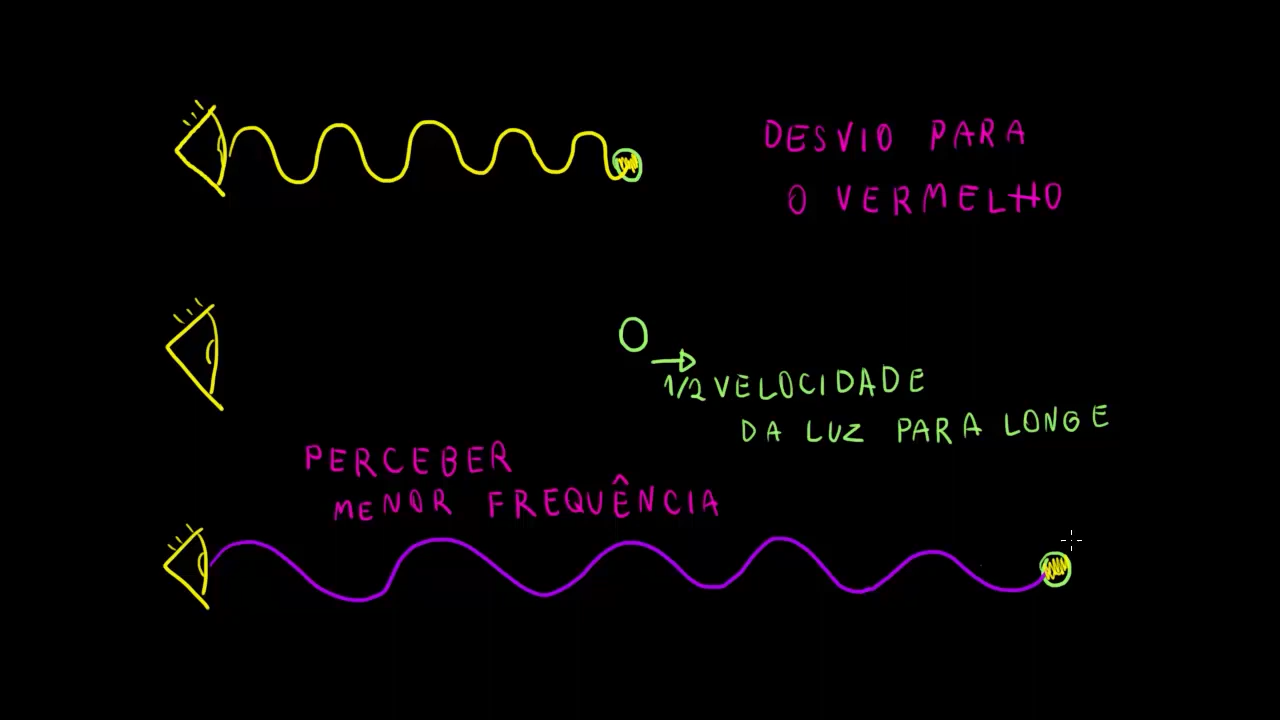 DESVIO PARA
O VERMELHO
1/2 VELOCIDADE
DA LUZ PARA LONGE
PERCEBER
MENOR FREQUÊNCIA